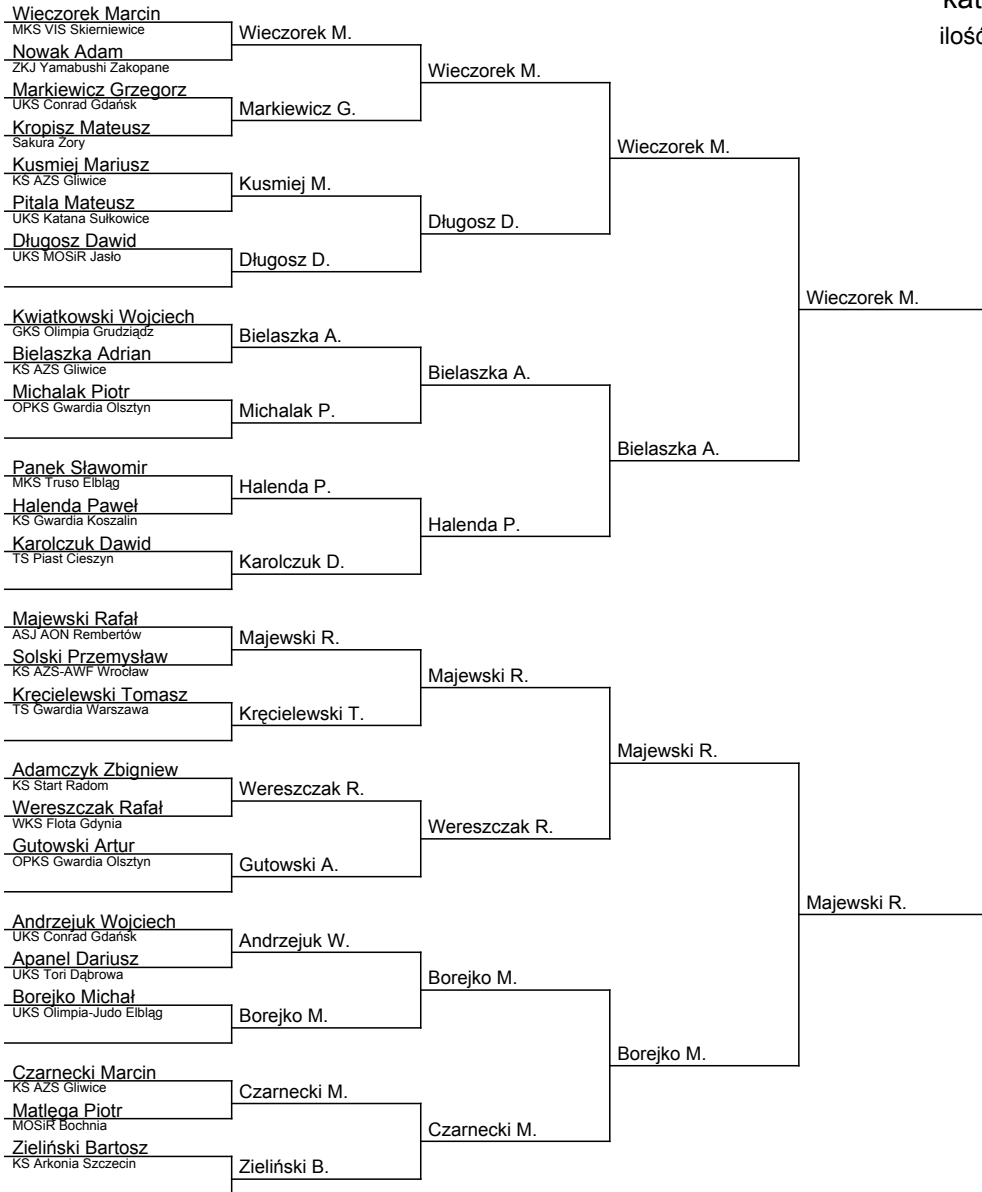 Wieczorek Marcin
MKS VIS Skierniewice
Nowak Adam
ZKJ Yamabushi Zakopane
Markiewicz Grzegorz
UKS Conrad Gdańsk
Kropisz Mateusz
Sakura Żory
Kusmiej Mariusz
KS AZS Gliwice
Pitala Mateusz
UKS Katana Sułkowice
Długosz Dawid
UKS MOSiR Jasło
Kwiatkowski Wojciech
GKS Olimpia Grudziądz
Bielaszka Adrian
KS AZS Gliwice
Michalak Piotr
OPKS Gwardia Olsztyn
Panek Sławomir
MKS Truso Elbląg
Halenda Paweł
KS Gwardia Koszalin
Karolczuk Dawid
TS Piast Cieszyn
Majewski Rafał
ASJ AON Rembertów
Solski Przemysław
KS AZS-AWF Wrocław
Kręcielewski Tomasz
TS Gwardia Warszawa
Adamczyk Zbigniew
KS Start Radom
Wereszczak Rafał
WKS Flota Gdynia
Gutowski Artur
OPKS Gwardia Olsztyn
Andrzejuk Wojciech
UKS Conrad Gdańsk
Apanel Dariusz
UKS Tori Dąbrowa
Borejko Michał
UKS Olimpia-Judo Elbląg
Czarnecki Marcin
KS AZS Gliwice
Matlęga Piotr
MOSiR Bochnia
Zieliński Bartosz
KS Arkonia Szczecin
Wieczorek M.
Markiewicz G.
Kusmiej M.
Długosz D.
Bielaszka A.
Michalak P.
Halenda P.
Karolczuk D.
Majewski R.
Kręcielewski T.
Wereszczak R.
Gutowski A.
Andrzejuk W.
Borejko M.
Czarnecki M.
Zieliński B.
Wieczorek M.
Długosz D.
Bielaszka A.
Halenda P.
Majewski R.
Wereszczak R.
Borejko M.
Czarnecki M.
Wieczorek M.
Bielaszka A.
Majewski R.
Borejko M.
Wieczorek M.
Majewski R.